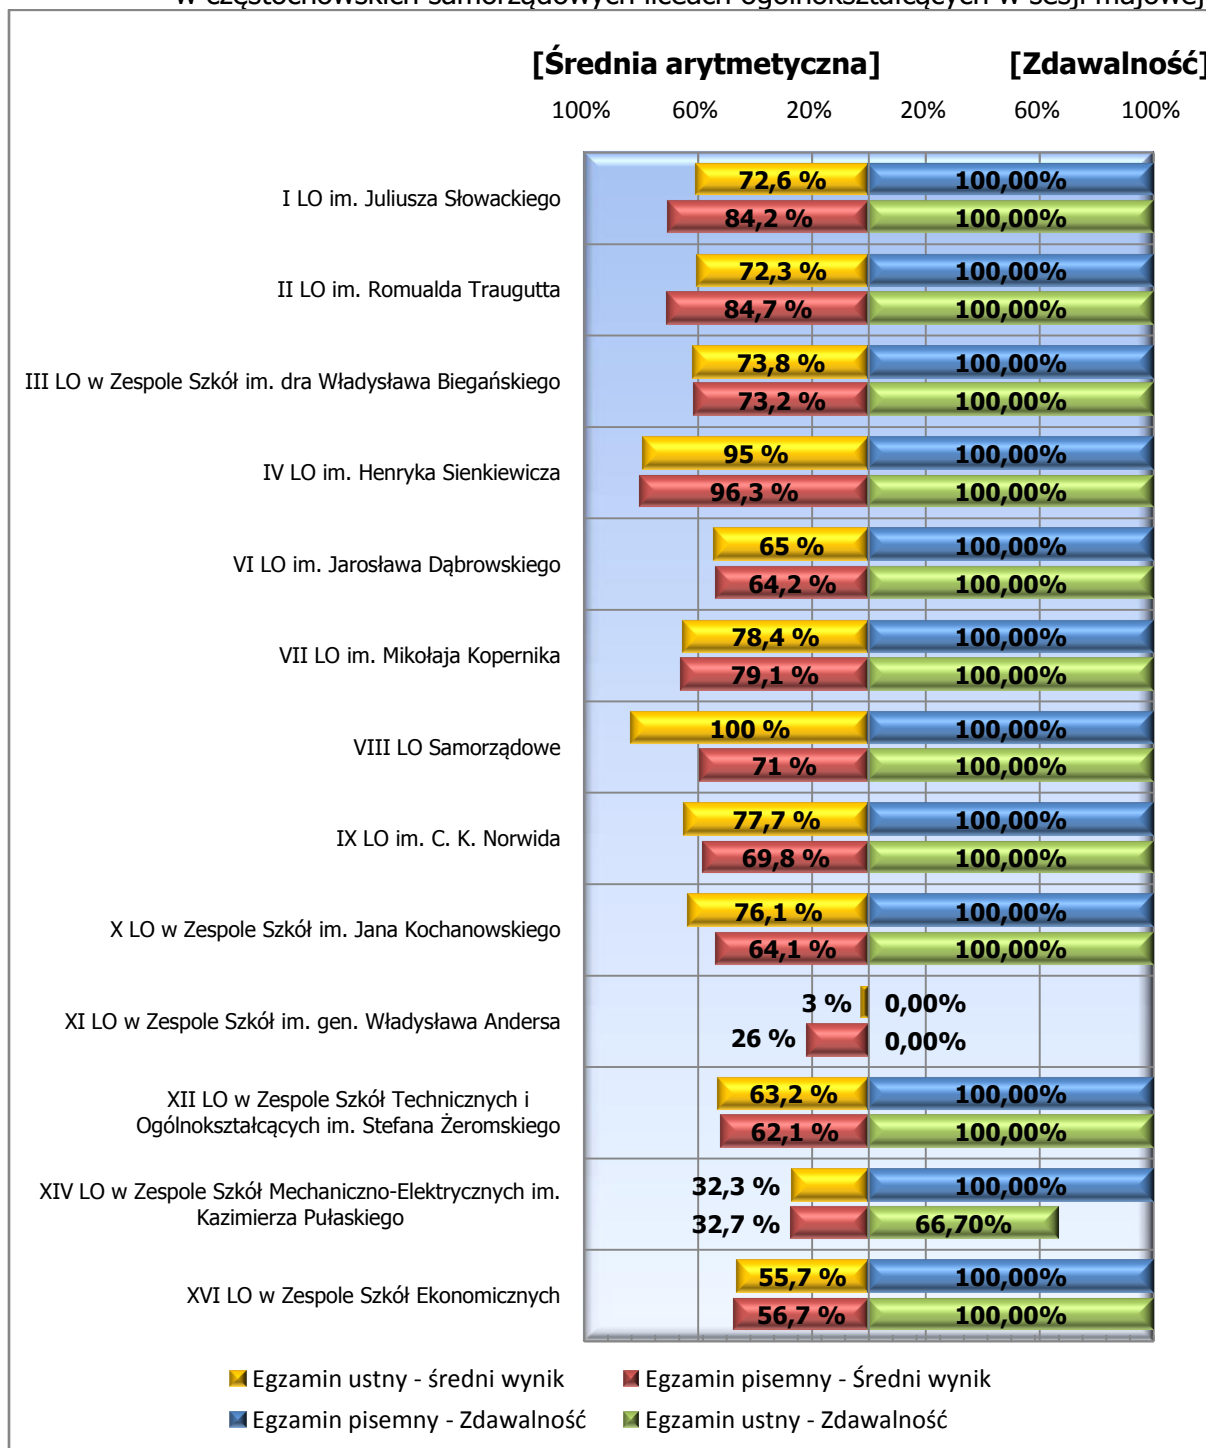 w częstochowskich samorządowych liceach ogólnokształcących w sesji majowej
[Średnia arytmetyczna] [Zdawalność]
100% 60% 20% 20% 60% 100%
I LO im. Juliusza Słowackiego
72,6 % 100,00%
84,2 % 100,00%
II LO im. Romualda Traugutta
72,3 % 100,00%
84,7 % 100,00%
III LO w Zespole Szkół im. dra Władysława Biegańskiego
73,8 % 100,00%
73,2 % 100,00%
IV LO im. Henryka Sienkiewicza
95 % 100,00%
96,3 % 100,00%
VI LO im. Jarosława Dąbrowskiego
65 % 100,00%
64,2 % 100,00%
VII LO im. Mikołaja Kopernika
78,4 % 100,00%
79,1 % 100,00%
VIII LO Samorządowe
100 % 100,00%
71 % 100,00%
IX LO im. C. K. Norwida
77,7 % 100,00%
69,8 % 100,00%
X LO w Zespole Szkół im. Jana Kochanowskiego
76,1 % 100,00%
64,1 % 100,00%
XI LO w Zespole Szkół im. gen. Władysława Andersa
3 % 0,00%
26 % 0,00%
XII LO w Zespole Szkół Technicznych i
Ogólnokształcących im. Stefana Żeromskiego
63,2 % 100,00%
62,1 % 100,00%
XIV LO w Zespole Szkół Mechaniczno-Elektrycznych im.
Kazimierza Pułaskiego
32,3 % 100,00%
32,7 % 66,70%
XVI LO w Zespole Szkół Ekonomicznych
55,7 % 100,00%
56,7 % 100,00%
Egzamin ustny - średni wynik Egzamin pisemny - Średni wynik
Egzamin pisemny - Zdawalność Egzamin ustny - Zdawalność